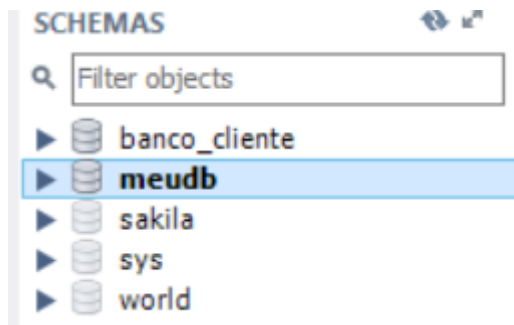 SCHEMAS
Filter objects
banco_cliente
meudb
sakila
sys
world